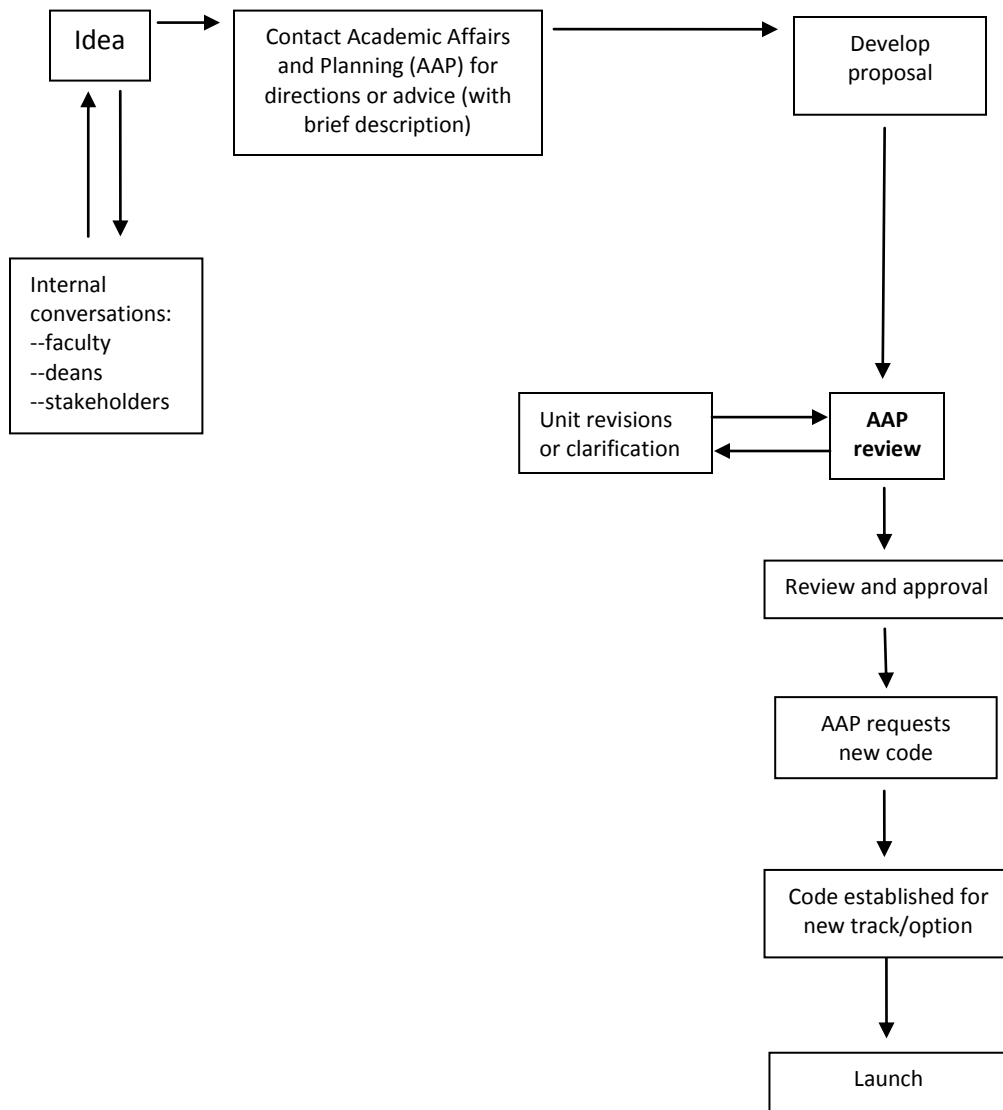 Idea
Contact Academic Affairs
and Planning (AAP) for
directions or advice (with
brief description)
Develop
proposal
Internal
conversations:
--faculty
--deans
--stakeholders
Unit revisions
or clarification
AAP
review
Review and approval
AAP requests
new code
Code established for
new track/option
Launch